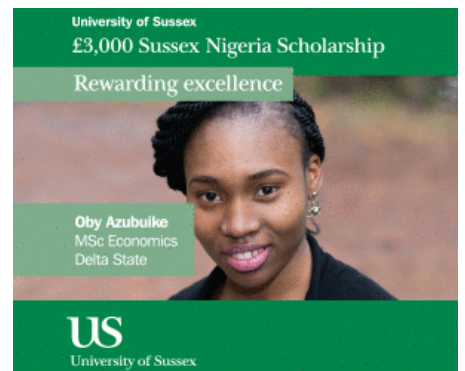 University of Sussex
£3,000 Sussex Nigeria Scholarship
Rewarding excellence
Oby Azubuike
MSc Economics
Delta State
US
University of Sussex